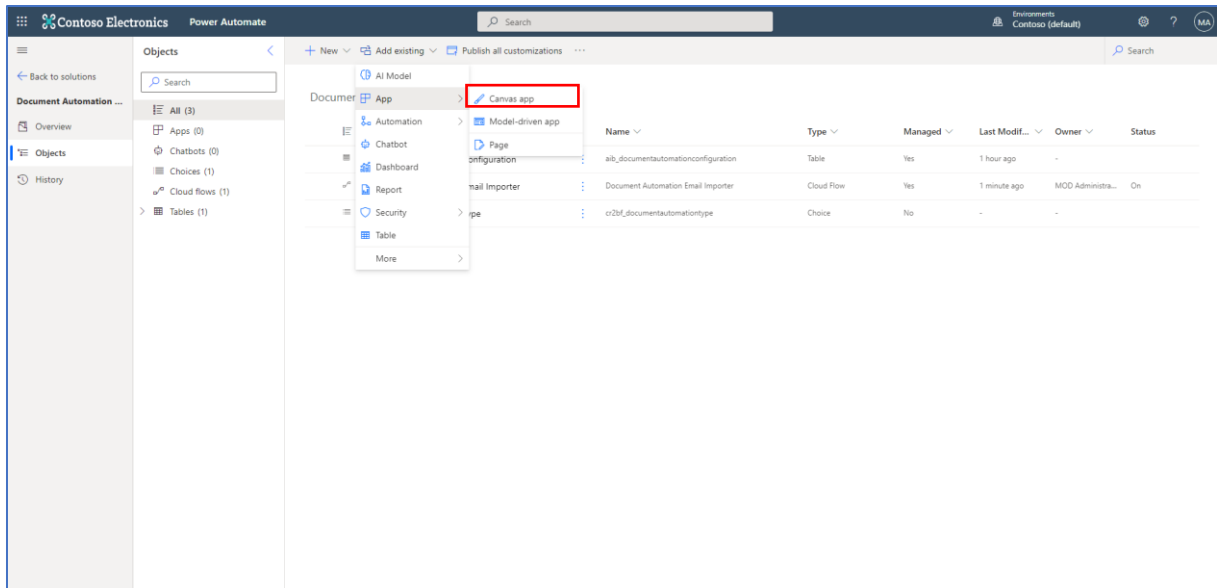 Contoso Electronics Power Automate Search Environments
Contoso (default) ? MA
Objects + New Add existing Publish all customizations ... Search
Back to solutions
Search
Document Automation ...
Overview
Objects
History
All (3)
Apps (0)
Chatbots (0)
Choices (1)
Cloud flows (1)
Tables (1)
Documen
AI Model
App
Automation
Chatbot
Dashboard
Report
Security
Table
More
Canvas app
Model-driven app
Page
Name Type Managed Last Modif... Owner Status
onfiguration aib_documentautomationconfiguration Table Yes 1 hour ago -
mail Importer Document Automation Email Importer Cloud Flow Yes 1 minute ago MOD Administra... On
ype cr2bf_documentautomationtype Choice No - -